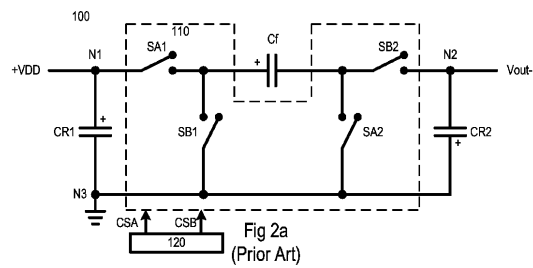 100
110
+VDD
N1
SA1
+
Cf
SB2
N2
Vout-
CR1
+
SB1
SA2
CR2
+
N3
CSA
CSB
120
Fig 2a
(Prior Art)